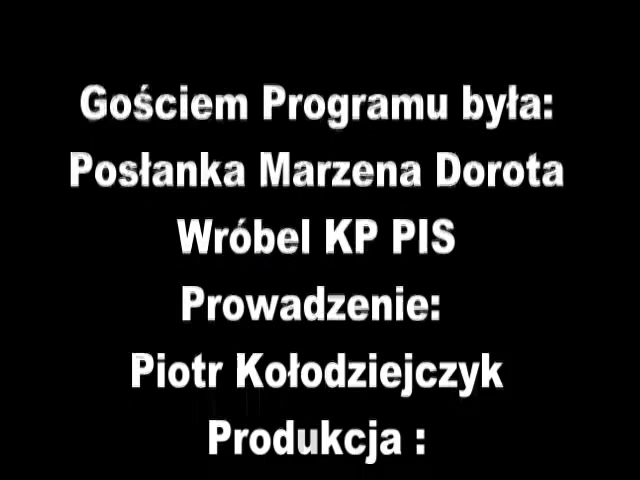 Gościem Programu była:
Posłanka Marzena Dorota
Wróbel KP PIS
Prowadzenie:
Piotr Kołodziejczyk
Produkcja :